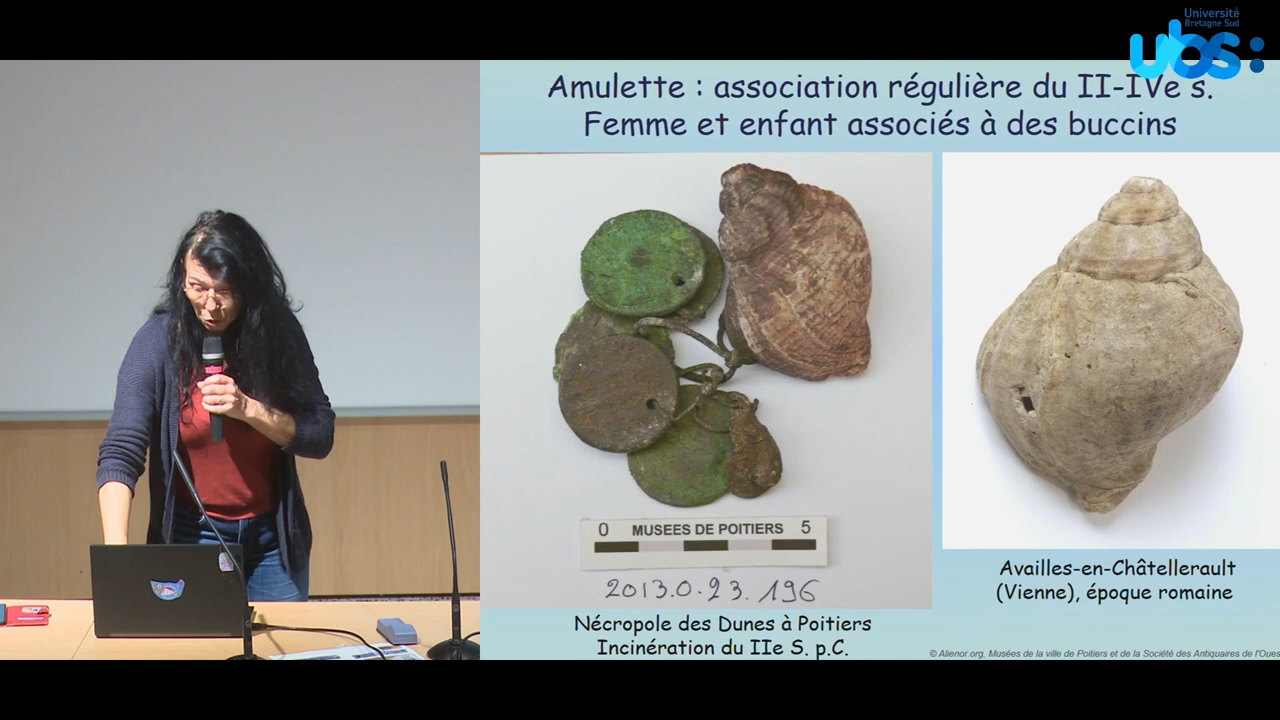 Université
Bretagne Sud
ubs:
Amulette : association régulière du II-IVe s.
Femme et enfant associés à des buccins
0 MUSEES DE POITIERS 5
2013.0.23.196
Nécropole des Dunes à Poitiers
Incinération du IIe S. p.C.
Availles-en-Châtellerault
(Vienne), époque romaine
© Alienor.org, Musées de la ville de Poitiers et de la Société des Antiquaires de l'Oues